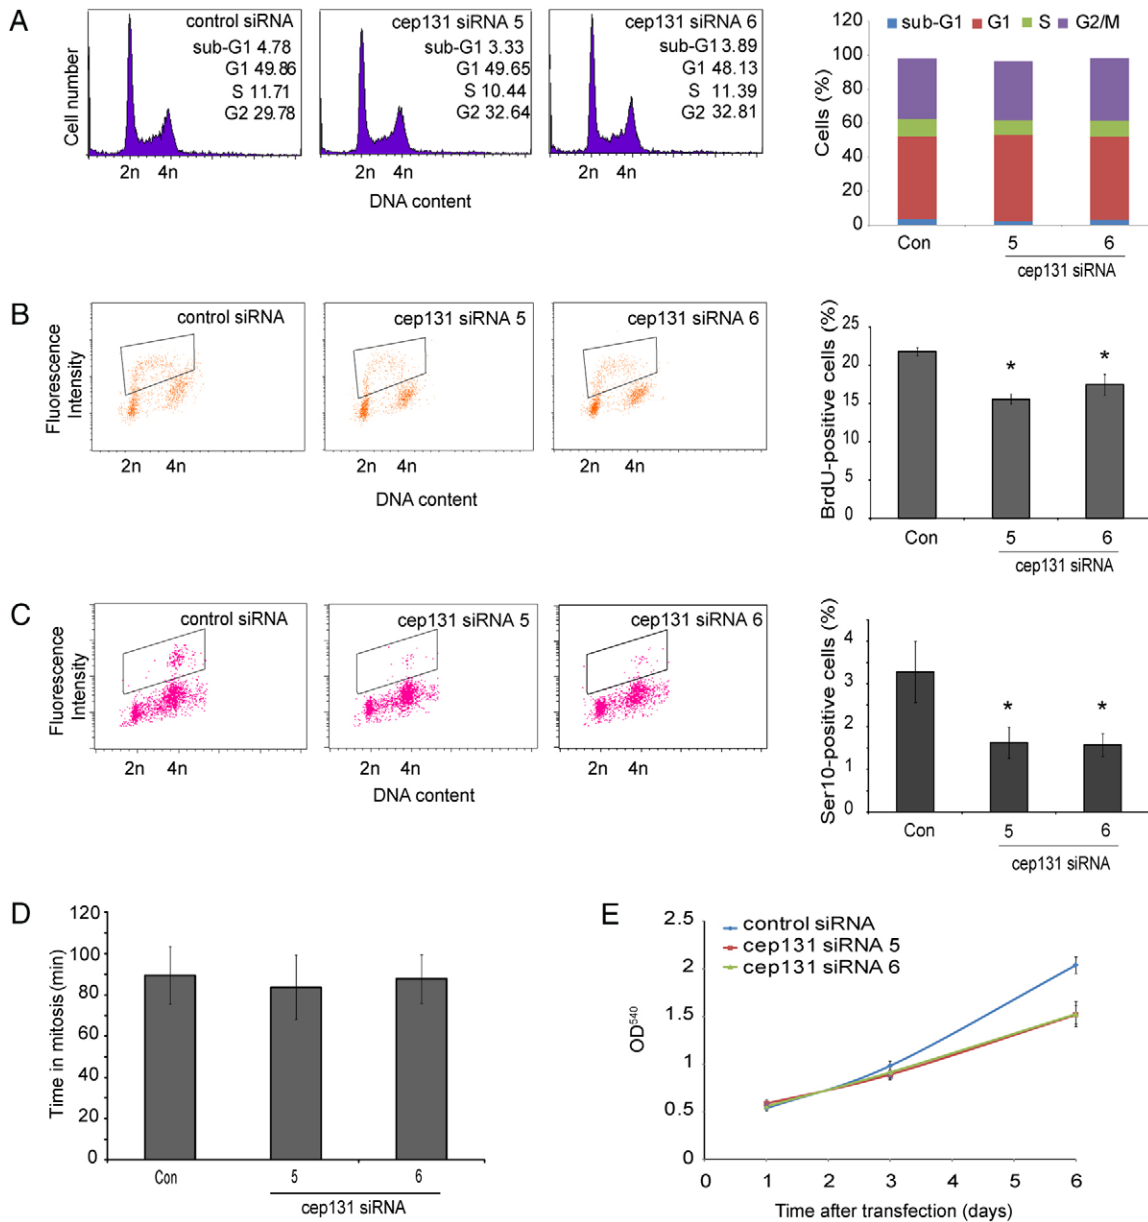 A
control siRNA
sub-G1 4.78
G1 49.86
S 11.71
G2 29.78
cep131 siRNA 5
sub-G1 3.33
G1 49.65
S 10.44
G2 32.64
cep131 siRNA 6
sub-G1 3.89
G1 48.13
S 11.39
G2 32.81
Cell number
2n 4n
2n 4n
2n 4n
DNA content
sub-G1 G1 S G2/M
Cells (%)
120
100
80
60
40
20
0
Con 5 6
cep131 siRNA
B
control siRNA
cep131 siRNA 5
cep131 siRNA 6
Fluorescence
Intensity
2n 4n
2n 4n
2n 4n
DNA content
BrdU-positive cells (%)
25
20
15
10
5
0
*
*
Con 5 6
cep131 siRNA
C
control siRNA
cep131 siRNA 5
cep131 siRNA 6
Fluorescence
Intensity
2n 4n
2n 4n
2n 4n
DNA content
Ser10-positive cells (%)
4
3
2
1
0
* *
Con 5 6
cep131 siRNA
D
Time in mitosis (min)
120
100
80
60
40
20
0
Con 5 6
cep131 siRNA
E
control siRNA
cep131 siRNA 5
cep131 siRNA 6
OD540
2.5
2
1.5
1
0.5
0
0 1 2 3 4 5 6
Time after transfection (days)